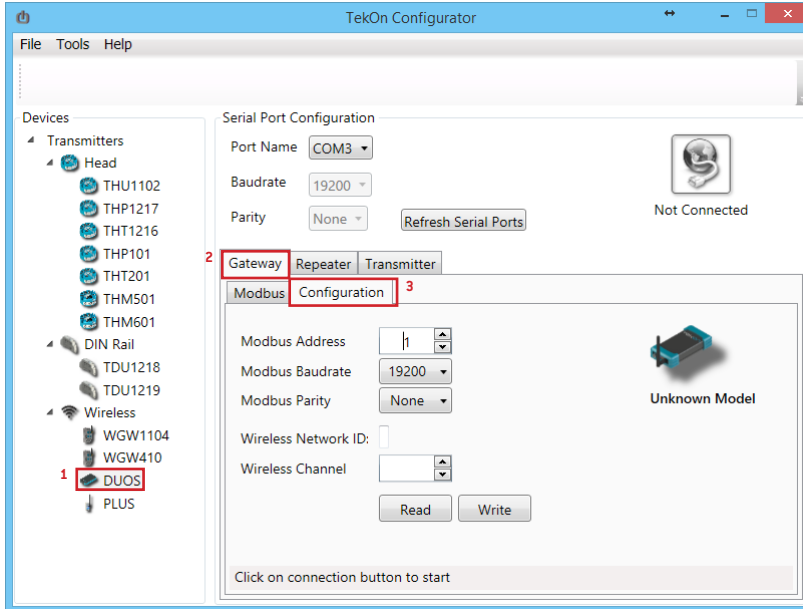 TekOn Configurator
File Tools Help
Devices
Transmitters
Head
THU1102
THP1217
THT1216
THP101
THT201
THM501
THM601
DIN Rail
TDU1218
TDU1219
Wireless
WGW1104
WGW410
1 DUOS
PLUS
Serial Port Configuration
Port Name COM3
Baudrate 19200
Parity None Refresh Serial Ports
Not Connected
2 Gateway Repeater Transmitter
Modbus Configuration 3
Modbus Address 1
Modbus Baudrate 19200
Modbus Parity None
Wireless Network ID:
Wireless Channel
Read Write
Unknown Model
Click on connection button to start